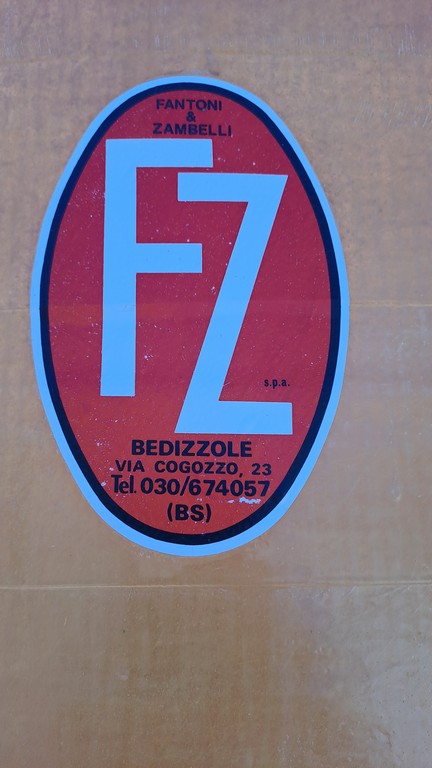 FANTONI
&
ZAMBELLI
FZ
s.p.a.
BEDIZZOLE
VIA COGOZZO, 23
Tel. 030/674057
(BS)